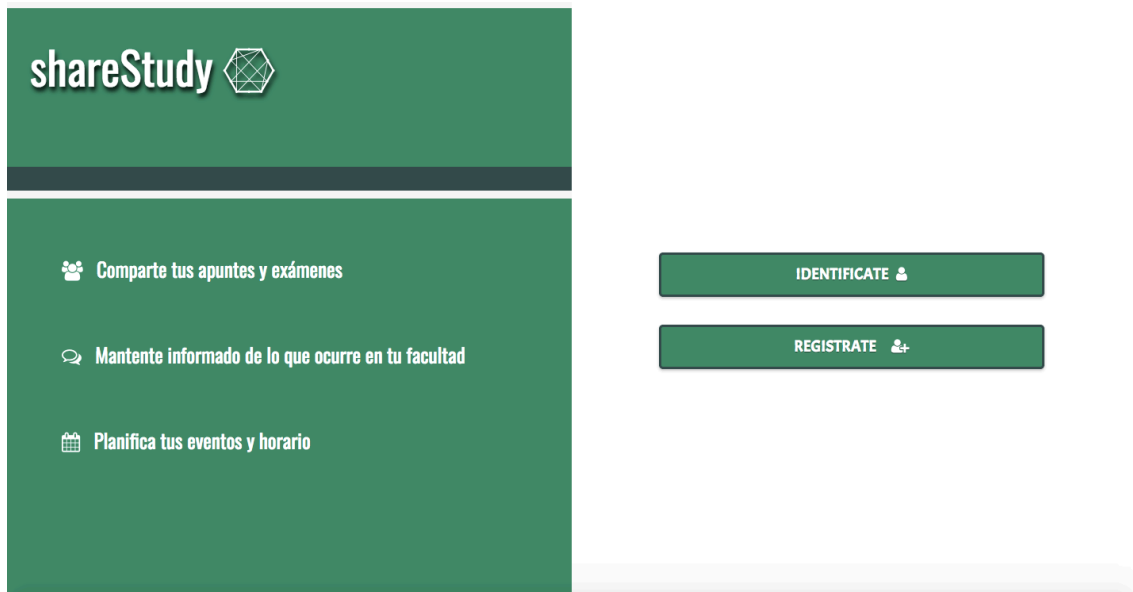 shareStudy
Comparte tus apuntes y exámenes
Mantente informado de lo que ocurre en tu facultad
Planifica tus eventos y horario
IDENTIFICATE
REGISTRATE